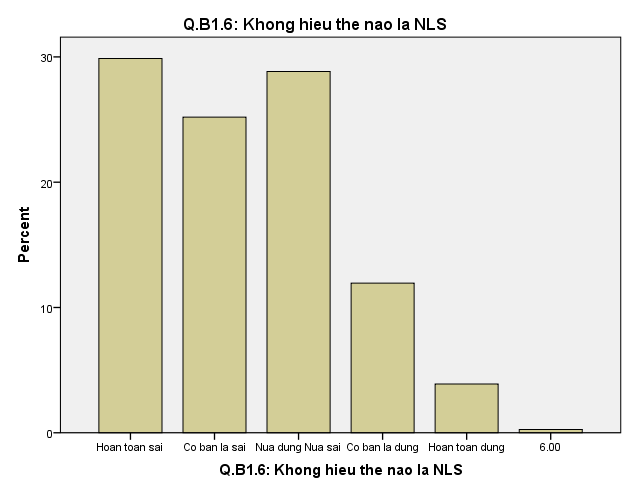 Q.B1.6: Khong hieu the nao la NLS
30
20
10
0
Percent
Hoan toan sai
Co ban la sai
Nua dung Nua sai
Co ban la dung
Hoan toan dung
6.00
Q.B1.6: Khong hieu the nao la NLS